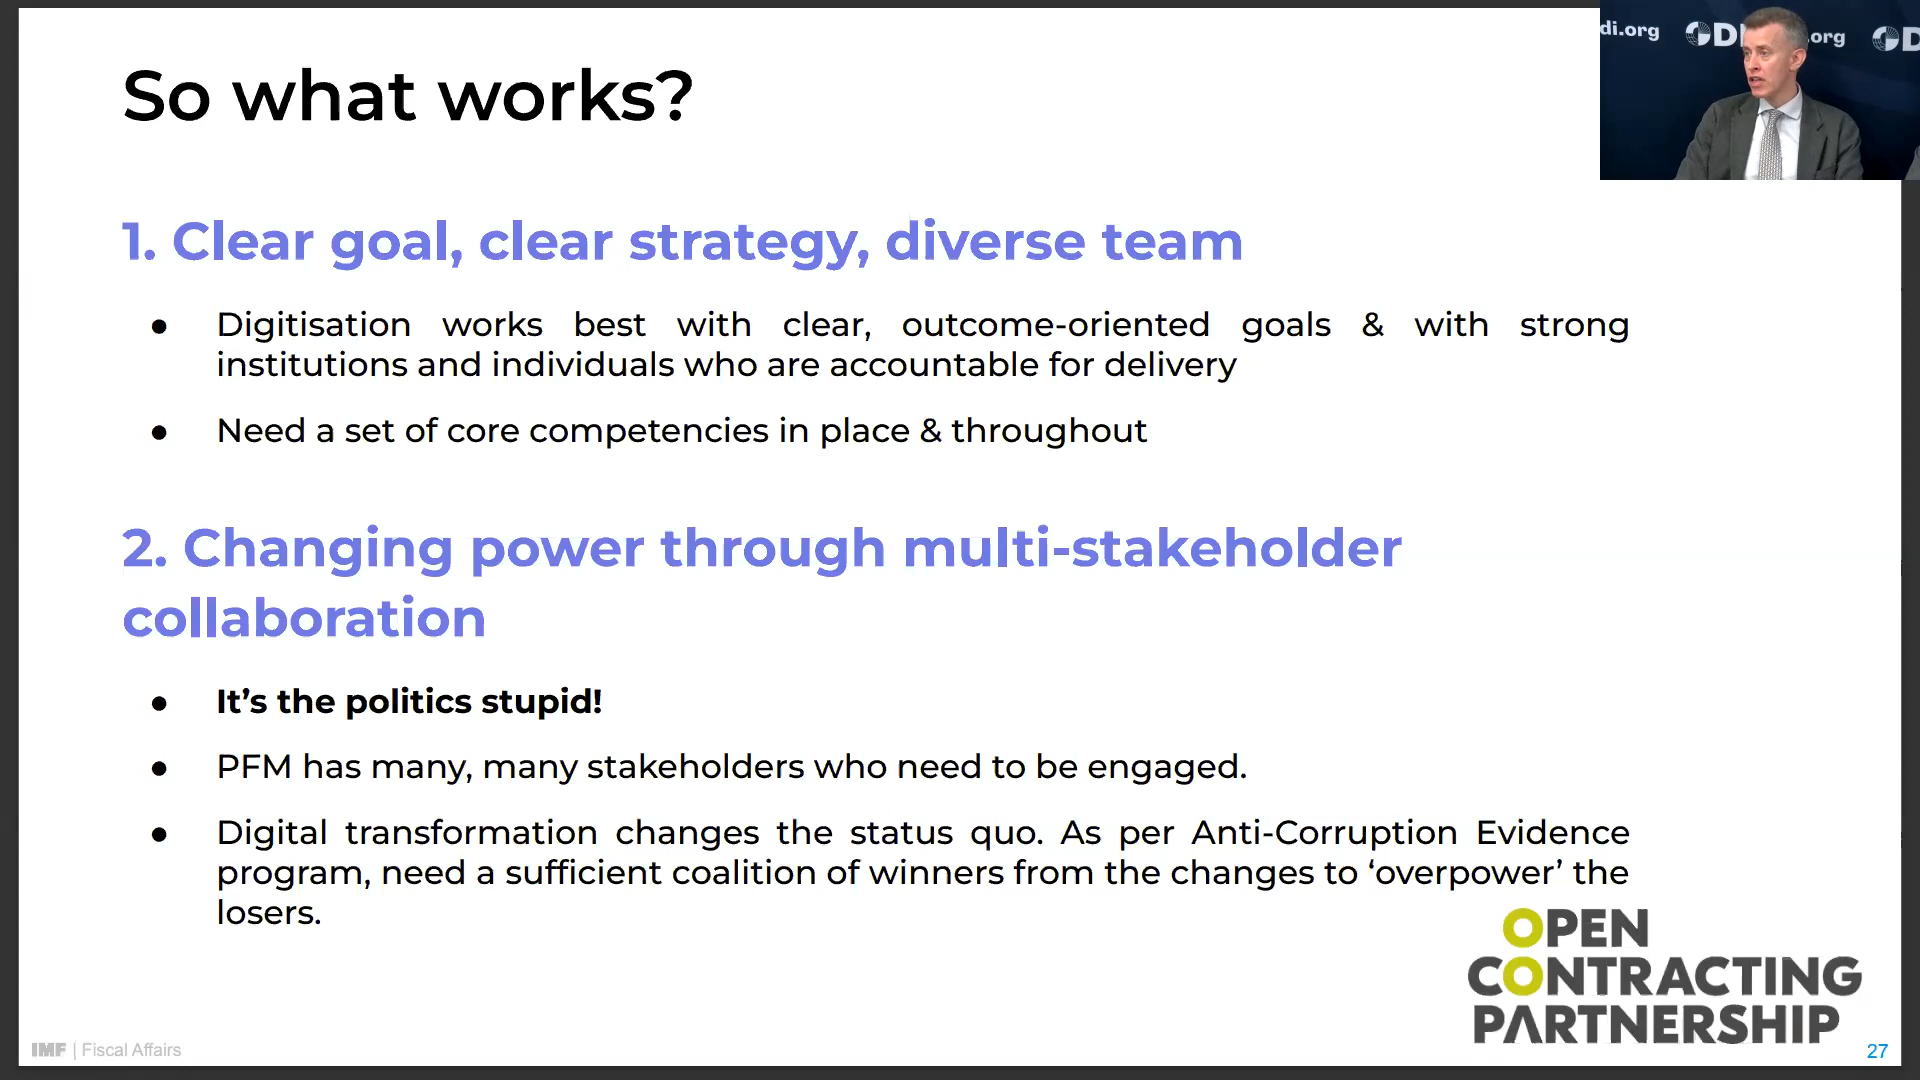 So what works?
di.org
.org
1. Clear goal, clear strategy, diverse team
● Digitisation works best with clear, outcome-oriented goals & with strong
institutions and individuals who are accountable for delivery
● Need a set of core competencies in place & throughout
2. Changing power through multi-stakeholder
collaboration
● It’s the politics stupid!
● PFM has many, many stakeholders who need to be engaged.
● Digital transformation changes the status quo. As per Anti-Corruption Evidence
program, need a sufficient coalition of winners from the changes to ‘overpower’ the
losers.
OPEN
CONTRACTING
PARTNERSHIP
IMF | Fiscal Affairs
27